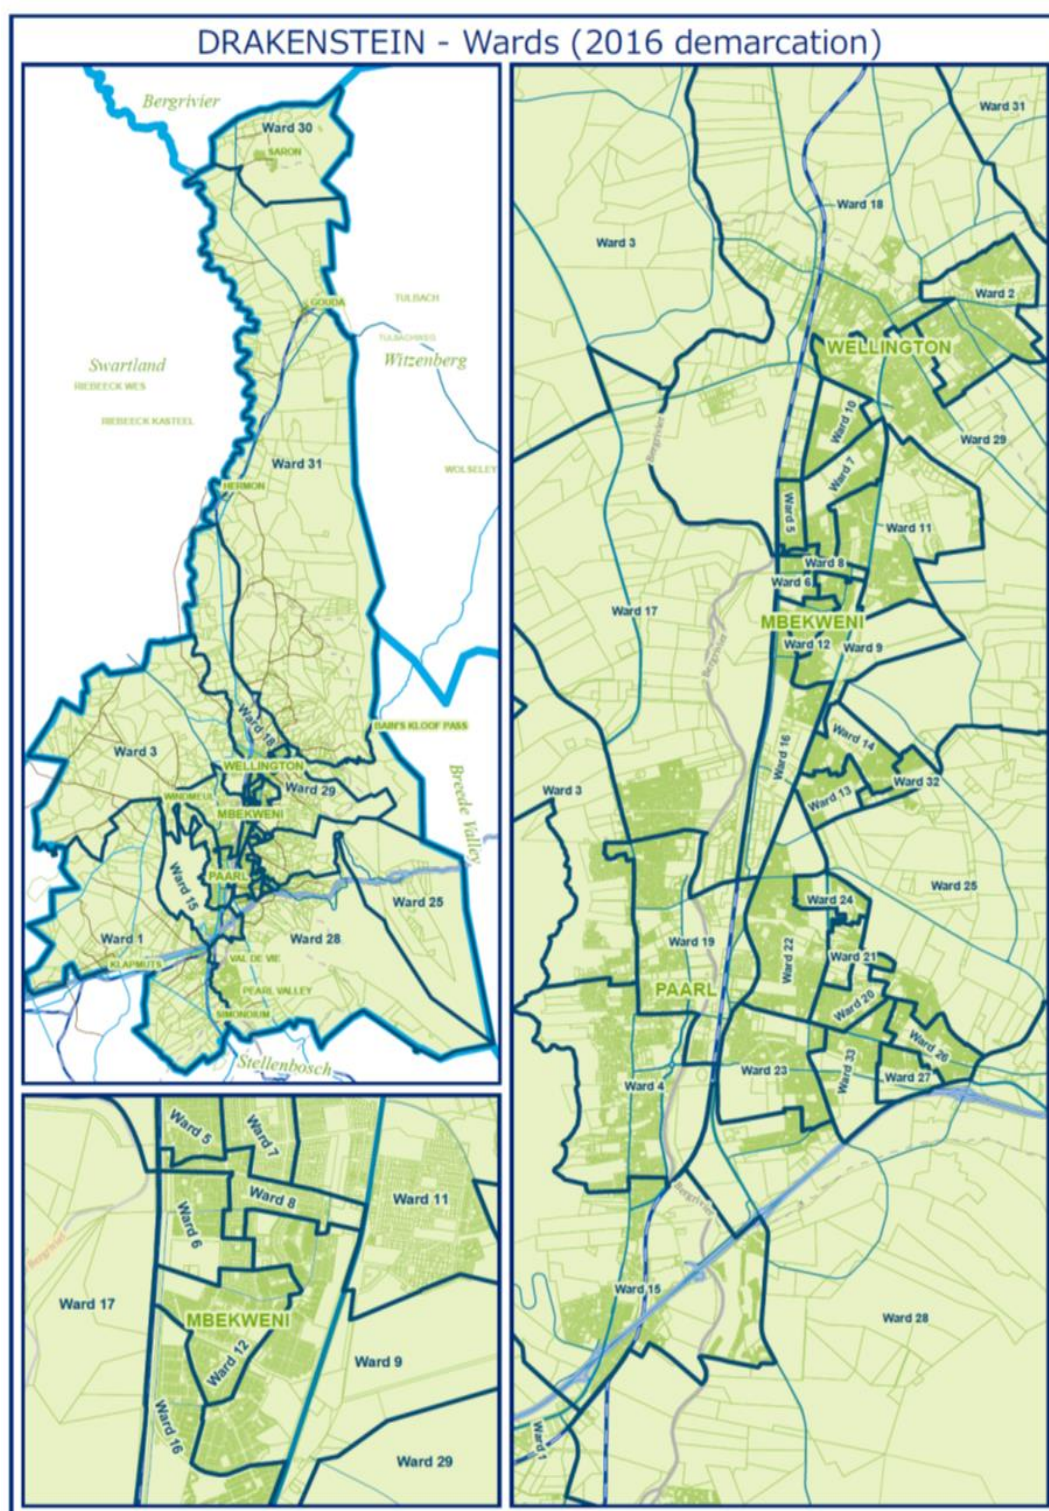 DRAKENSTEIN - Wards (2016 demarcation)
Bergrivier
Ward 30
SARON
GOUDA
TULBACH
TULBACHWEG
Witzenberg
Swartland
RIEBEECK WES
RIEBEECK KASTEEL
Ward 31
WOLSELEY
HERMON
Ward 18
BAIN'S KLOOF PASS
Ward 3
WELLINGTON
Ward 29
WINDMEUL
MBEKWENI
Breede Valley
PAARL
Ward 15
Ward 25
Ward 1
Ward 28
KLAPMUTS
VAL DE VIE
PEARL VALLEY
SIMONDIUM
Stellenbosch
Ward 5
Ward 7
Ward 8
Ward 11
Ward 6
Bergrivier
Ward 17
MBEKWENI
Ward 12
Ward 9
Ward 16
Ward 29
Ward 31
Ward 18
Ward 3
Ward 2
WELLINGTON
Ward 10
Bergrivier
Ward 29
Ward 7
Ward 5
Ward 11
Ward 8
Ward 6
Ward 17
MBEKWENI
Bergrivier
Ward 12
Ward 9
Ward 14
Ward 16
Ward 32
Ward 3
Ward 13
Ward 25
Ward 24
Ward 19
Ward 22
Ward 21
PAARL
Ward 20
Ward 26
Ward 23
Ward 33
Ward 27
Ward 4
Bergrivier
Ward 15
Ward 28
Ward 1